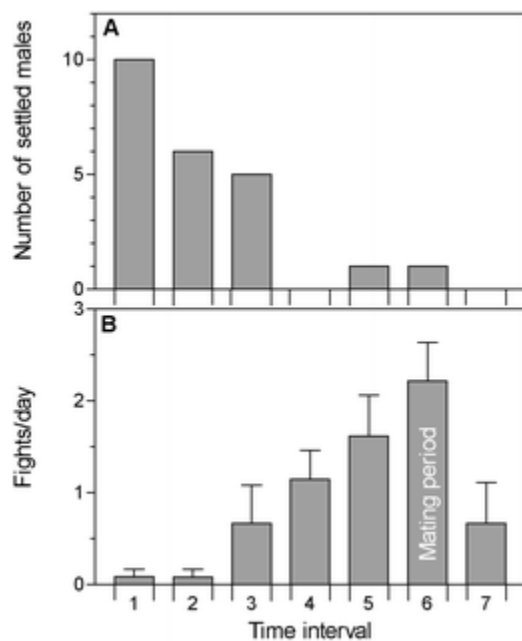 A
Number of settled males
10
5
0
B
Fights/day
3
2
1
0
Mating period
1 2 3 4 5 6 7
Time interval